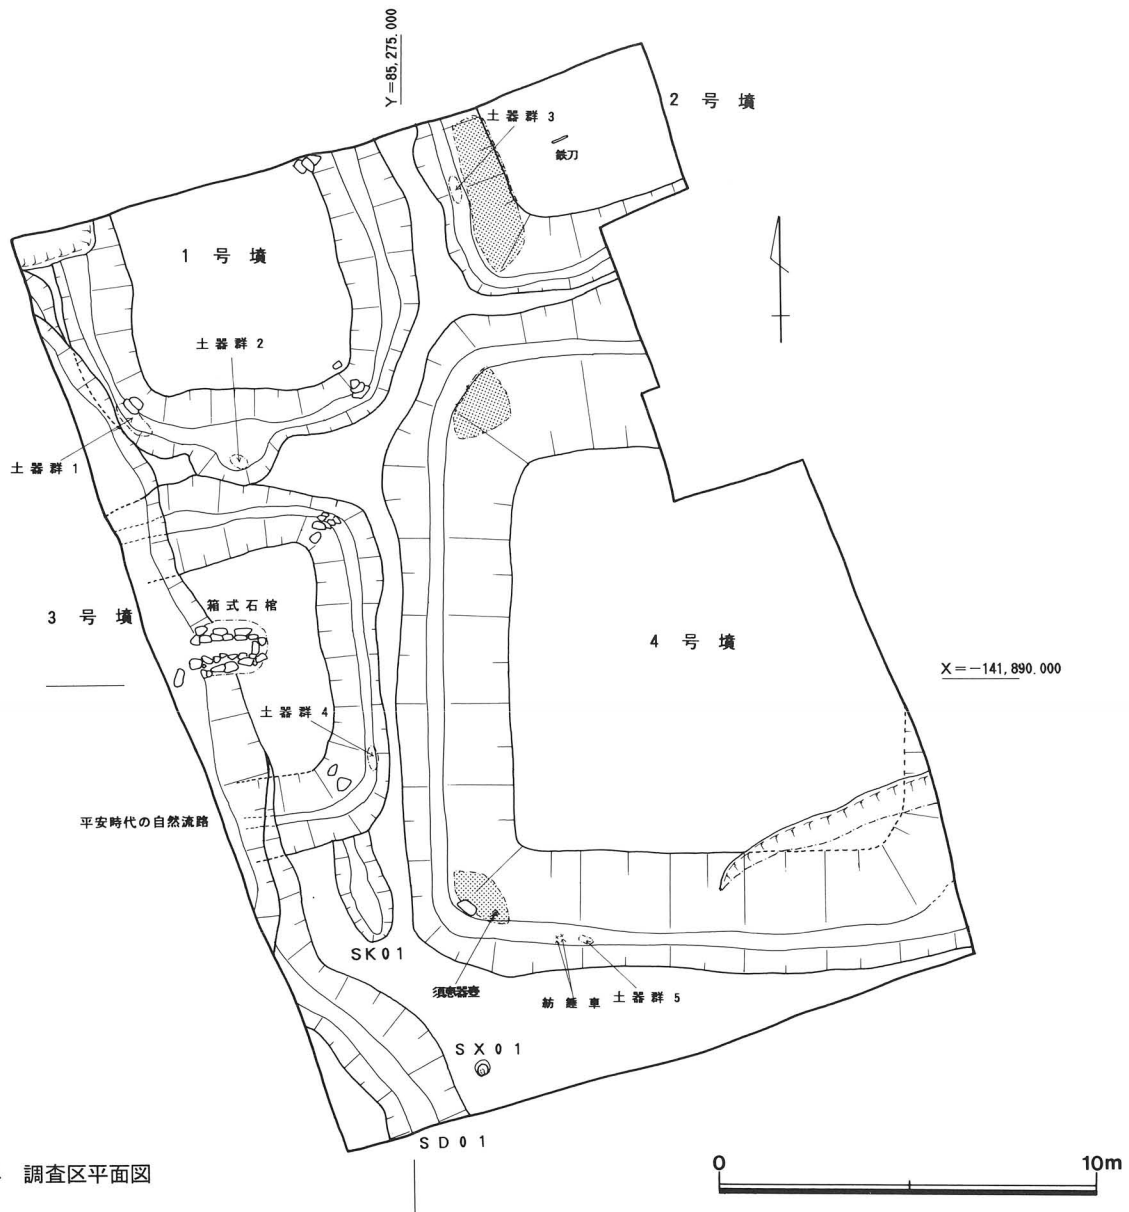 Y=85,275.000
2 号 墳
土器群 3
鉄刀
1 号 墳
土器群 2
土器群 1
3 号 墳
箱式石棺
4 号 墳
X=-141,890.000
土器群 4
平安時代の自然流路
SK01
須恵器壺
紡錘車
土器群 5
SX01
SD01
調査区平面図
0
10m